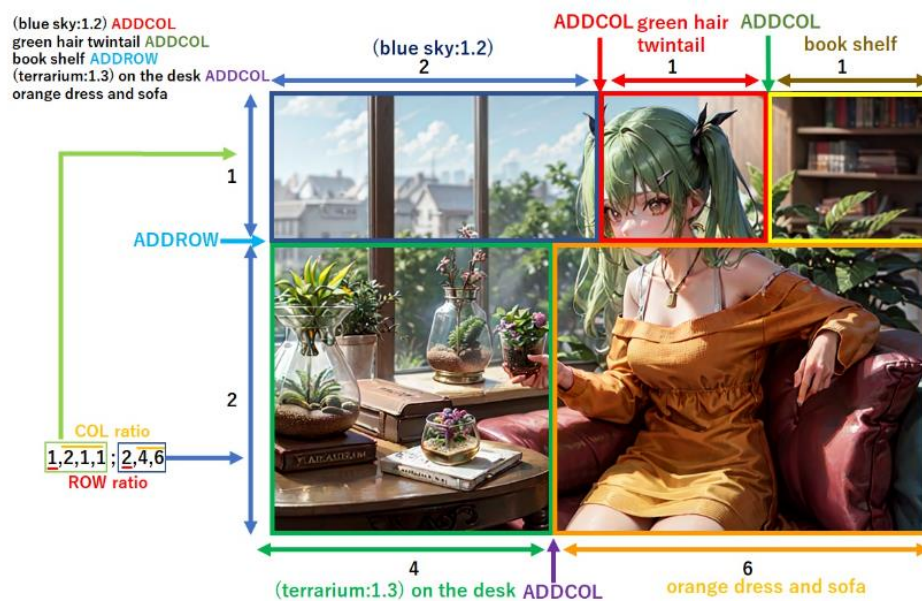 (blue sky:1.2) ADDCOL
green hair twintail ADDCOL
book shelf ADDROW
(terrarium:1.3) on the desk ADDCOL
orange dress and sofa
(blue sky:1.2)
2
ADDCOL green hair
twintail
1
ADDCOL
book shelf
1
1
ADDROW
2
COL ratio
1,2,1,1 ; 2,4,6
ROW ratio
4
(terrarium:1.3) on the desk
ADDCOL
6
orange dress and sofa